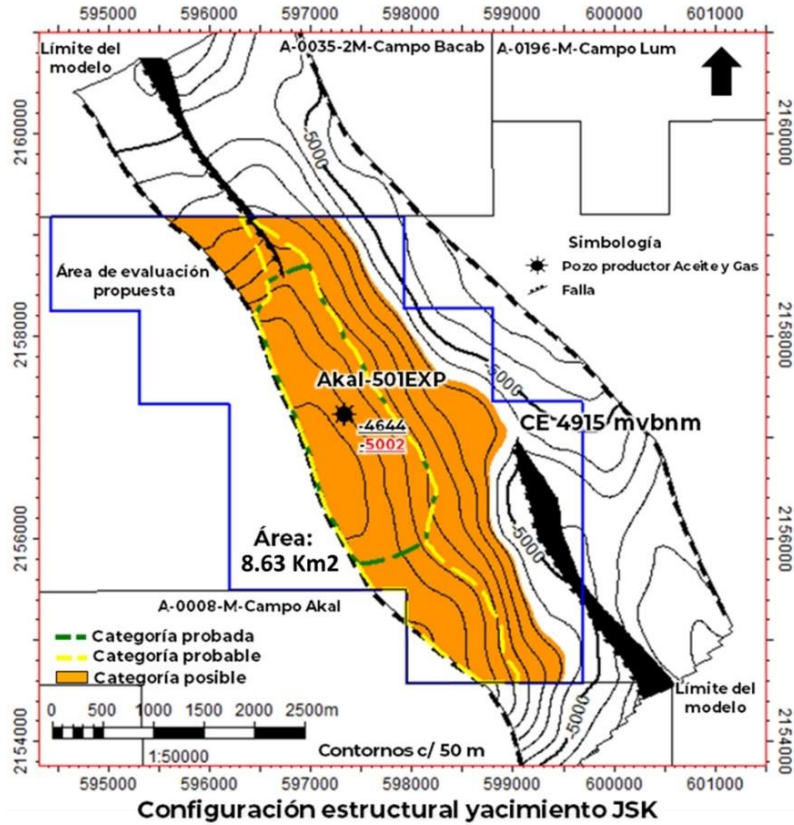 595000 596000 597000 598000 599000 600000 601000
Límite del
modelo
A-0035-2M-Campo Bacab
A-0196-M-Campo Lum
2160000
2160000
-5000
Simbología
Pozo productor Aceite y Gas
Falla
Área de evaluación
propuesta
2158000
2158000
-5000
Akal-501EXP
-4644
-5002
CE 4915 mvbnm
-5000
2156000
2156000
Área:
8.63 Km2
A-0008-M-Campo Akal
Categoría probada
Categoría probable
Categoría posible
Límite del
modelo
-5000
0 500 1000 1500 2000 2500m
1:50000
Contornos c/ 50 m
2154000
2154000
595000 596000 597000 598000 599000 600000 601000
Configuración estructural yacimiento JSK